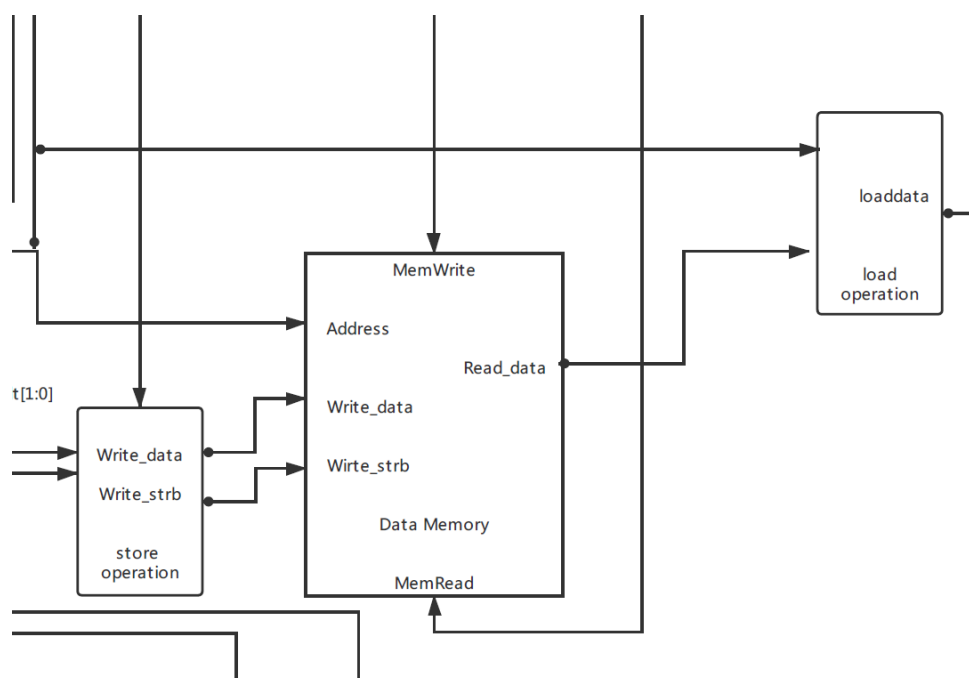 loaddata
load
operation
MemWrite
Address
Read_data
Write_data
Wirte_strb
Data Memory
MemRead
t[1:0]
Write_data
Write_strb
store
operation